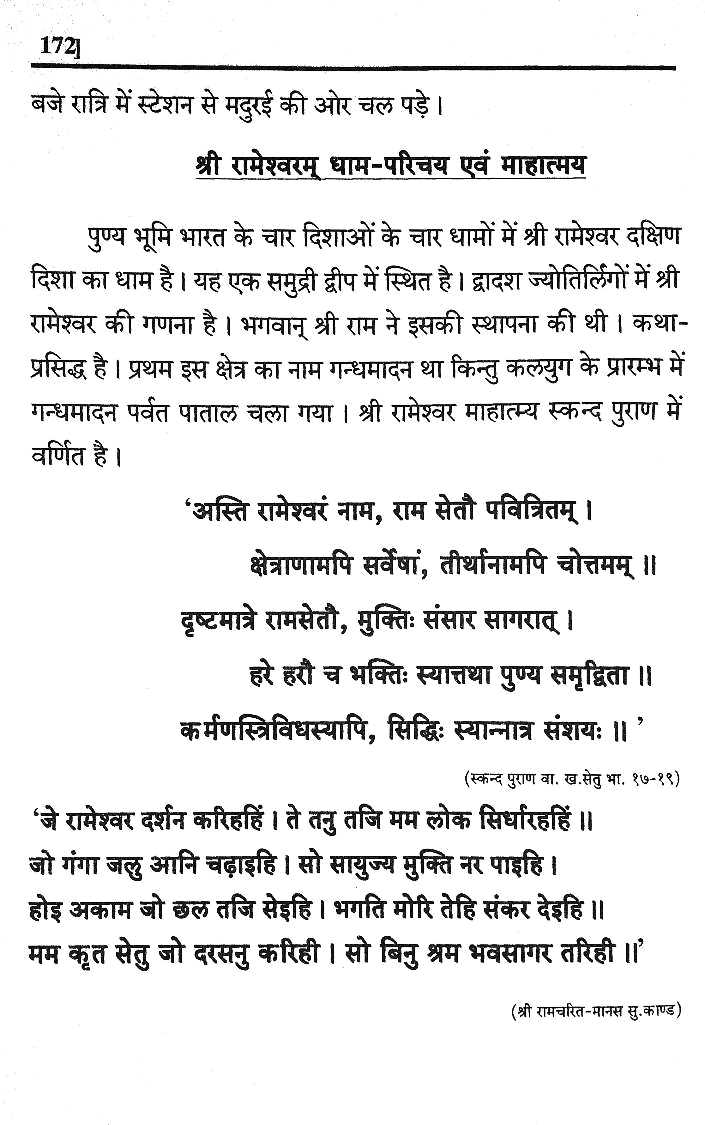 172]
बजे रात्रि में स्टेशन से मदुरई की ओर चल पड़े।
श्री रामेश्वरम् धाम-परिचय एवं माहात्मय
पुण्य भूमि भारत के चार दिशाओं के चार धामों में श्री रामेश्वर दक्षिण
दिशा का धाम है। यह एक समुद्री द्वीप में स्थित है। द्वादश ज्योतिर्लिगों में श्री
रामेश्वर की गणना है। भगवान् श्री राम ने इसकी स्थापना की थी। कथा-
प्रसिद्ध है। प्रथम इस क्षेत्र का नाम गन्धमादन था किन्तु कलयुग के प्रारम्भ में
गन्धमादन पर्वत पाताल चला गया। श्री रामेश्वर माहात्म्य स्कन्द पुराण में
वर्णित है।
‘अस्ति रामेश्वरं नाम, राम सेतौ पवित्रितम्।
क्षेत्राणामपि सर्वेषां, तीर्थानामपि चोत्तमम्॥
दृष्टमात्रे रामसेतौ, मुक्तिः संसार सागरात्।
हरे हरौ च भक्तिः स्यात्तथा पुण्य समृद्विता॥
कर्मणस्त्रिविधस्यापि, सिद्धिः स्यान्नात्र संशयः॥’
(स्कन्द पुराण वा. ख.सेतु भा. १७-१९)
‘जे रामेश्वर दर्शन करिहहिं। ते तनु तजि मम लोक सिर्धारहहिं॥
जो गंगा जलु आनि चढ़ाइहि। सो सायुज्य मुक्ति नर पाइहि।
होइ अकाम जो छल तजि सेइहि। भगति मोरि तेहि संकर देइहि॥
मम कृत सेतु जो दरसनु करिही। सो बिनु श्रम भवसागर तरिही॥’
(श्री रामचरित-मानस सु.काण्ड)